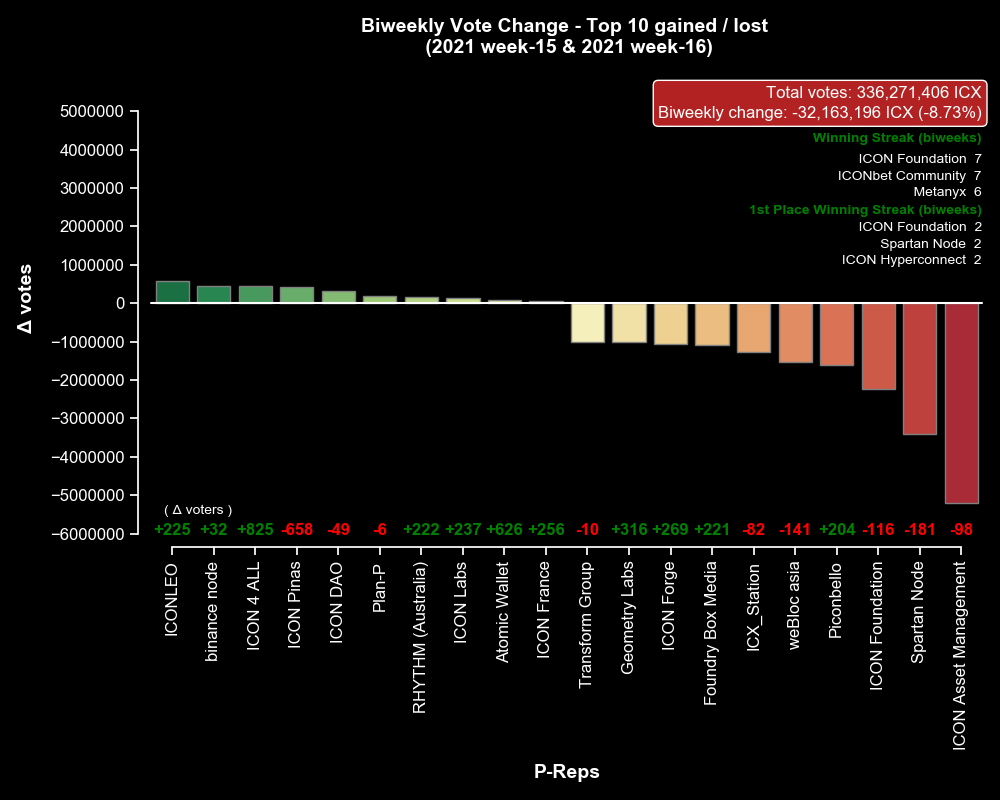 Biweekly Vote Change - Top 10 gained / lost
(2021 week-15 & 2021 week-16)
Total votes: 336,271,406 ICX
Biweekly change: -32,163,196 ICX (-8.73%)
Winning Streak (biweeks)
ICON Foundation 7
ICONbet Community 7
Metanyx 6
1st Place Winning Streak (biweeks)
ICON Foundation 2
Spartan Node 2
ICON Hyperconnect 2
Δ votes
5000000
4000000
3000000
2000000
1000000
0
−1000000
−2000000
−3000000
−4000000
−5000000
−6000000
( Δ voters )
+225 +32 +825 -658 -49 -6 +222 +237 +626 +256 -10 +316 +269 +221 -82 -141 +204 -116 -181 -98
ICONLEO
binance node
ICON 4 ALL
ICON Pinas
ICON DAO
Plan-P
RHYTHM (Australia)
ICON Labs
Atomic Wallet
ICON France
Transform Group
Geometry Labs
ICON Forge
Foundry Box Media
ICX_Station
weBloc asia
Piconbello
ICON Foundation
Spartan Node
ICON Asset Management
P-Reps